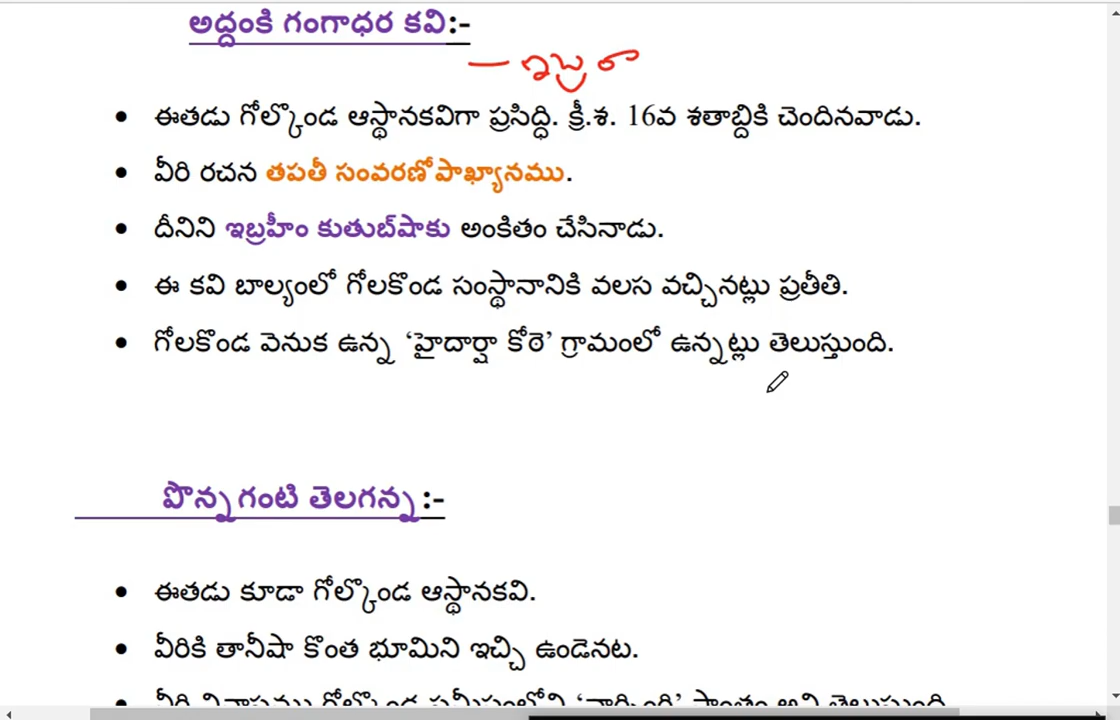 అద్దంకి గంగాధర కవి:-
• ఈతడు గోల్కొండ ఆస్థానకవిగా ప్రసిద్ధి. క్రీ.శ. 16వ శతాబ్దికి చెందినవాడు.
• వీరి రచన తపతీ సంవరణోపాఖ్యానము.
• దీనిని ఇబ్రహీం కుతుబ్‌షాకు అంకితం చేసినాడు.
• ఈ కవి బాల్యంలో గోలకొండ సంస్థానానికి వలస వచ్చినట్లు ప్రతీతి.
• గోలకొండ వెనుక ఉన్న ‘హైదార్షా కోఠె’ గ్రామంలో ఉన్నట్లు తెలుస్తుంది.
పొన్నగంటి తెలగన్న:-
• ఈతడు కూడా గోల్కొండ ఆస్థానకవి.
• వీరికి తానీషా కొంత భూమిని ఇచ్చి ఉండెనట.